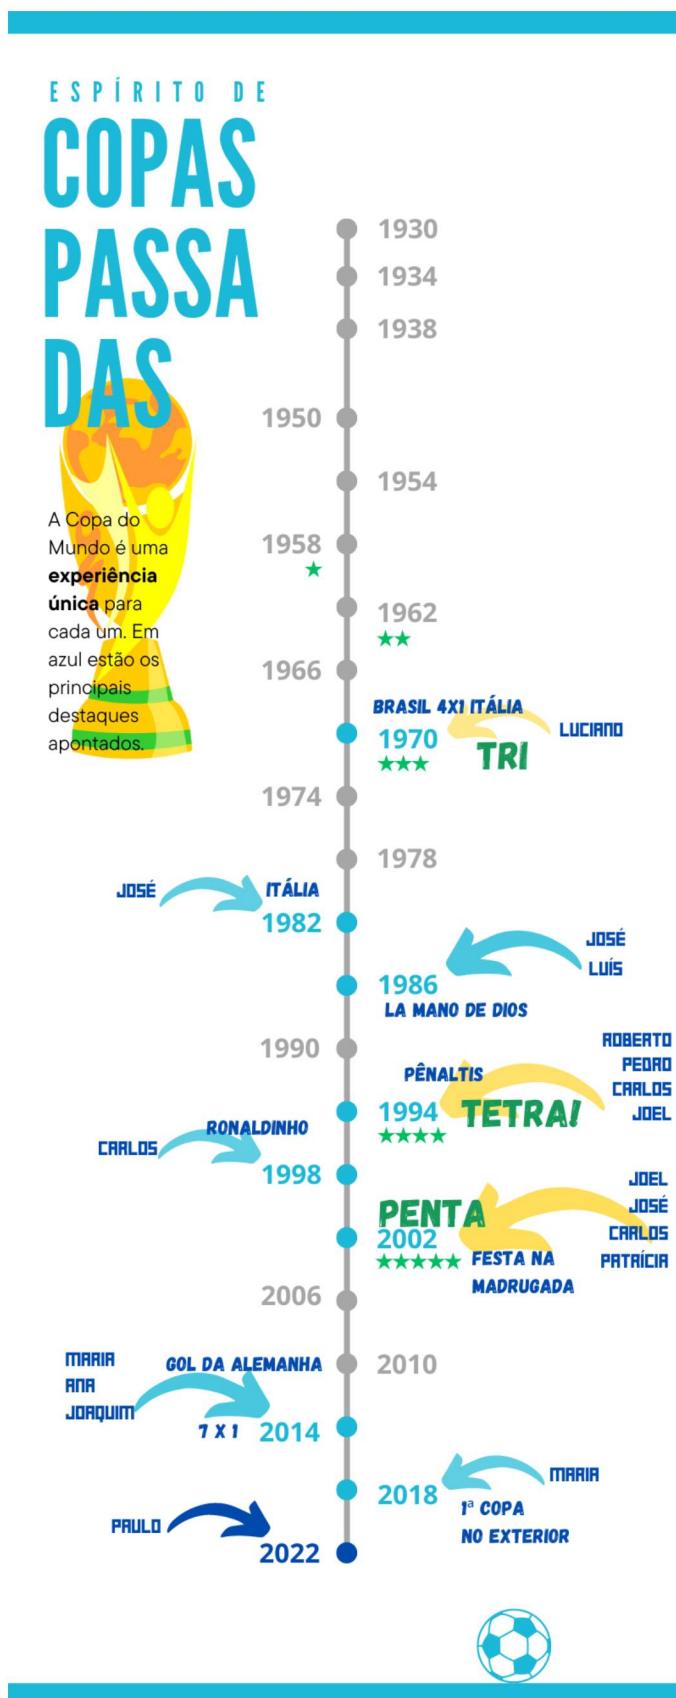 ESPÍRITO DE
COPAS
PASSA
DAS
A Copa do
Mundo é uma
experiência
única para
cada um. Em
azul estão os
principais
destaques
apontados.
1930
1934
1938
1950
1954
1958
★
1962
★★
1966
BRASIL 4X1 ITÁLIA
1970
LUCIANO
★★★
TRI
1974
1978
JOSÉ
ITÁLIA
1982
JOSÉ
LUÍS
1986
LA MANO DE DIOS
1990
ROBERTO
PEDRO
CARLOS
JOEL
PÊNALTIS
1994
TETRA!
★★★★
CARLOS
RONALDINHO
1998
JOEL
JOSÉ
CARLOS
PATRÍCIA
PENTA
2002
★★★★★
FESTA NA
MADRUGADA
2006
2010
MARIA
ANA
JOAQUIM
GOL DA ALEMANHA
7 X 1
2014
MARIA
2018
1ª COPA
NO EXTERIOR
PAULO
2022